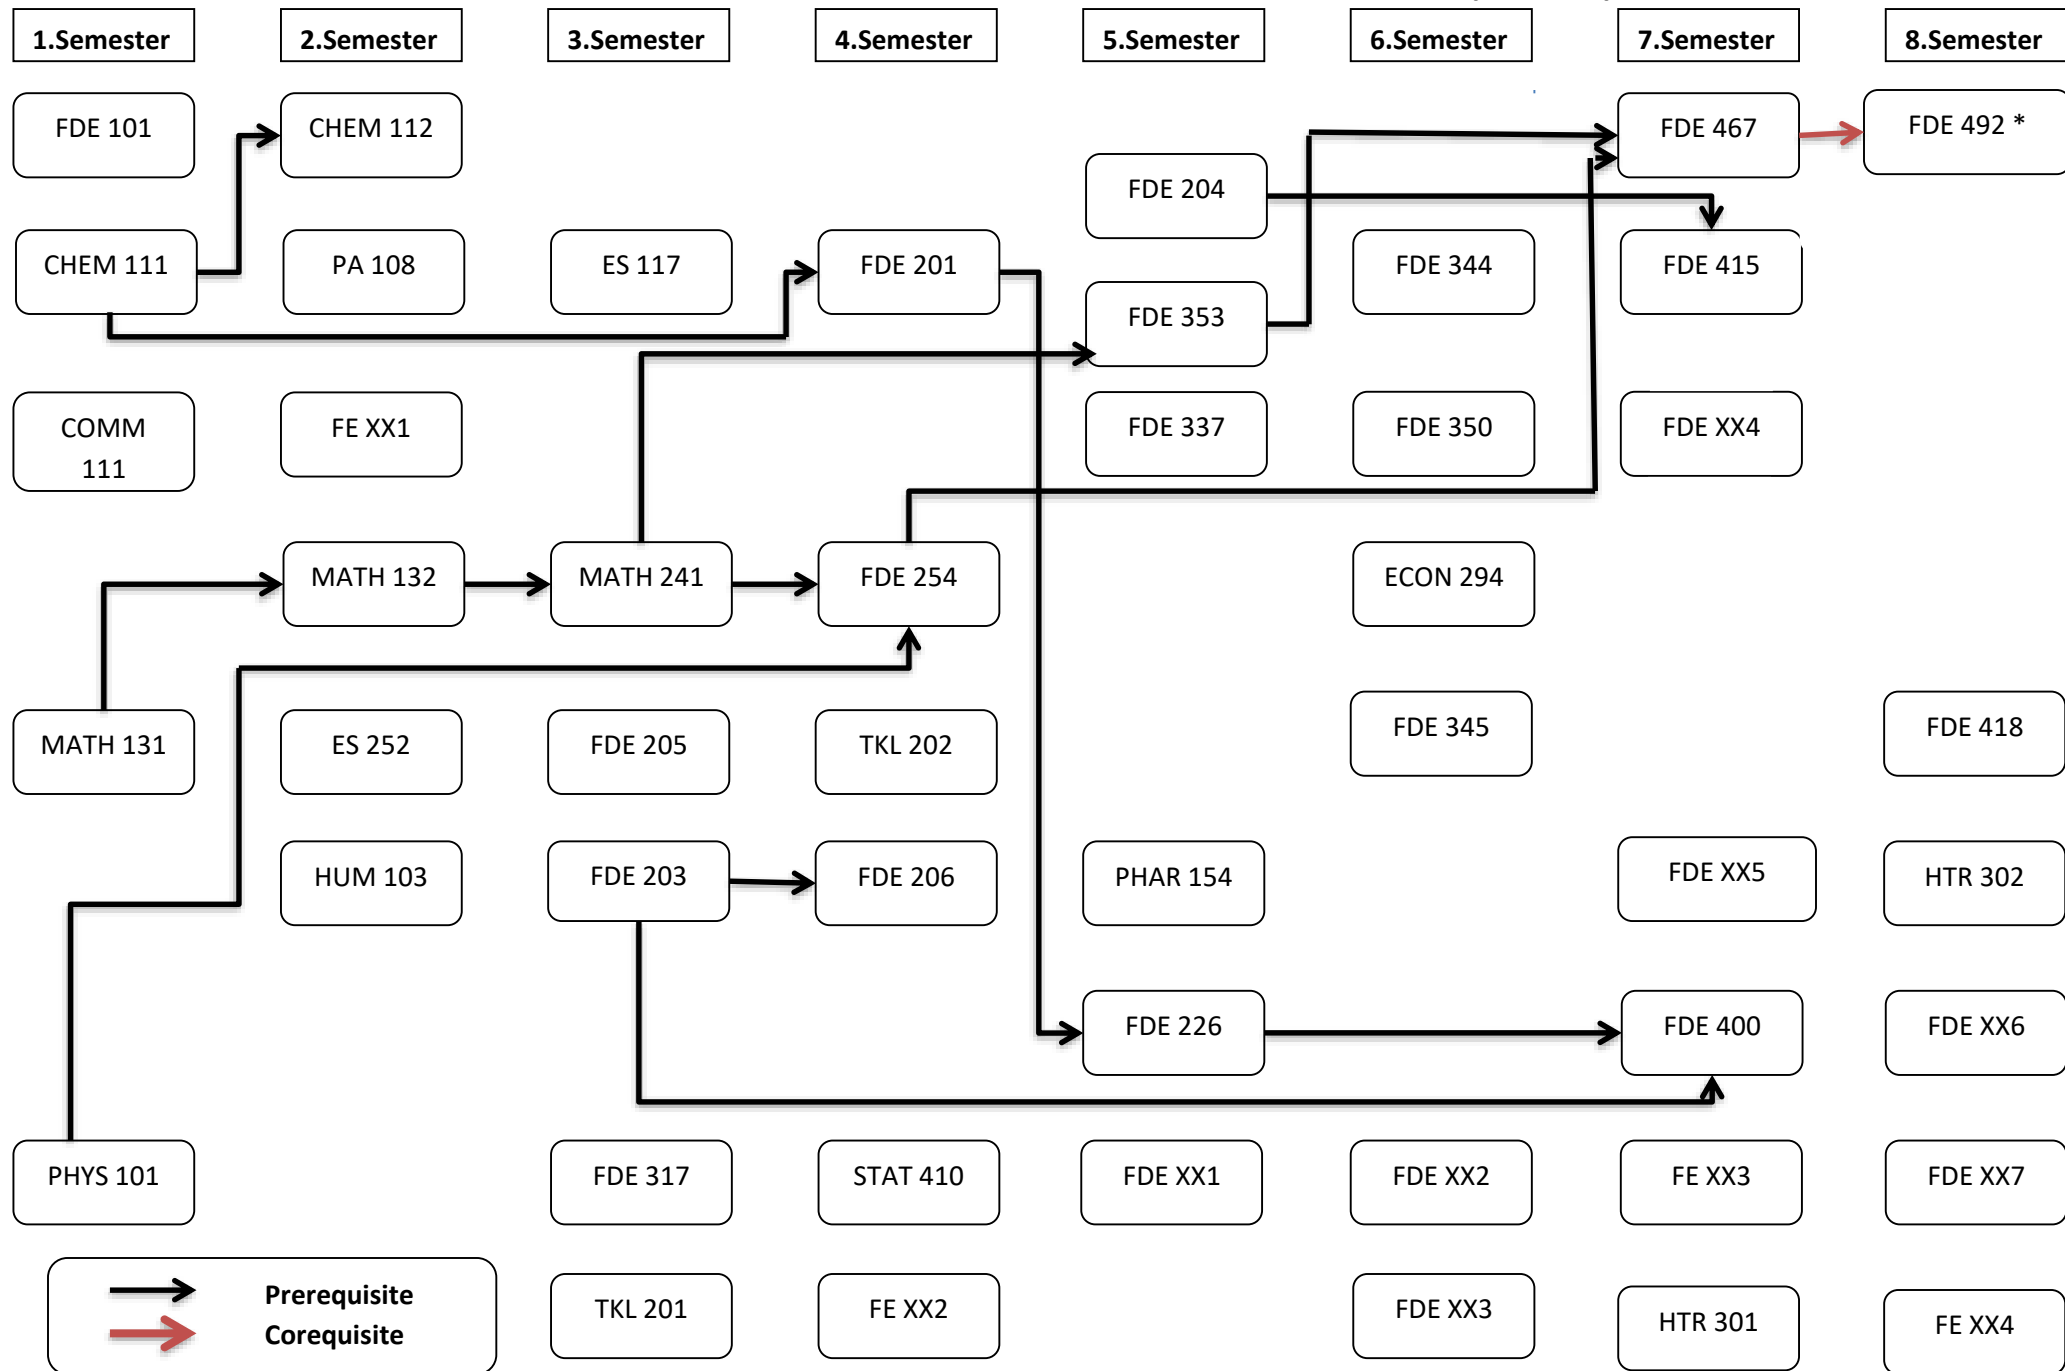 1.Semester
2.Semester
3.Semester
4.Semester
5.Semester
6.Semester
7.Semester
8.Semester
FDE 101
CHEM 112
FDE 467
FDE 492 *
FDE 204
CHEM 111
PA 108
ES 117
FDE 201
FDE 344
FDE 415
FDE 353
COMM
111
FE XX1
FDE 337
FDE 350
FDE XX4
MATH 132
MATH 241
FDE 254
ECON 294
MATH 131
ES 252
FDE 205
TKL 202
FDE 345
FDE 418
HUM 103
FDE 203
FDE 206
PHAR 154
FDE XX5
HTR 302
FDE 226
FDE 400
FDE XX6
PHYS 101
FDE 317
STAT 410
FDE XX1
FDE XX2
FE XX3
FDE XX7
Prerequisite
Corequisite
TKL 201
FE XX2
FDE XX3
HTR 301
FE XX4